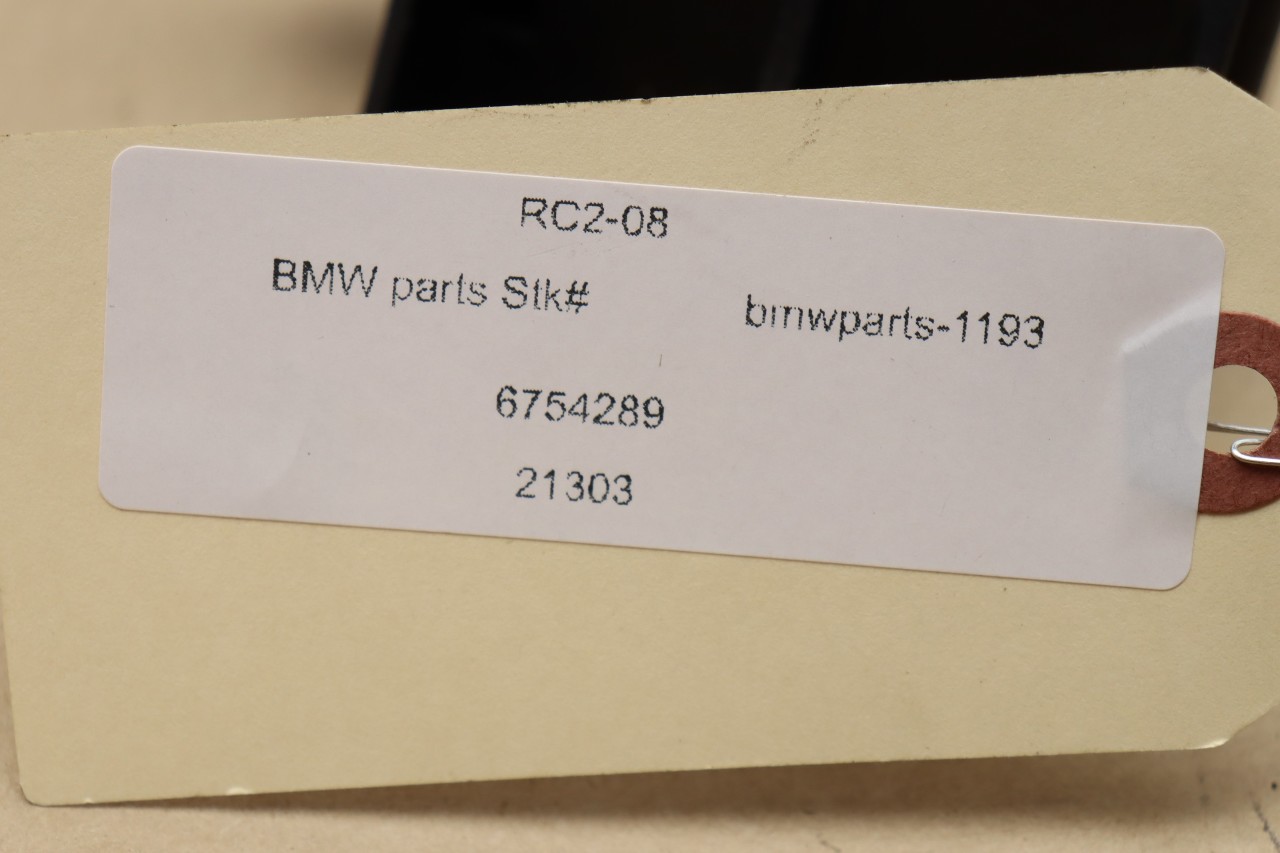 RC2-08
BMW parts Stk# bmwparts-1193
6754289
21303